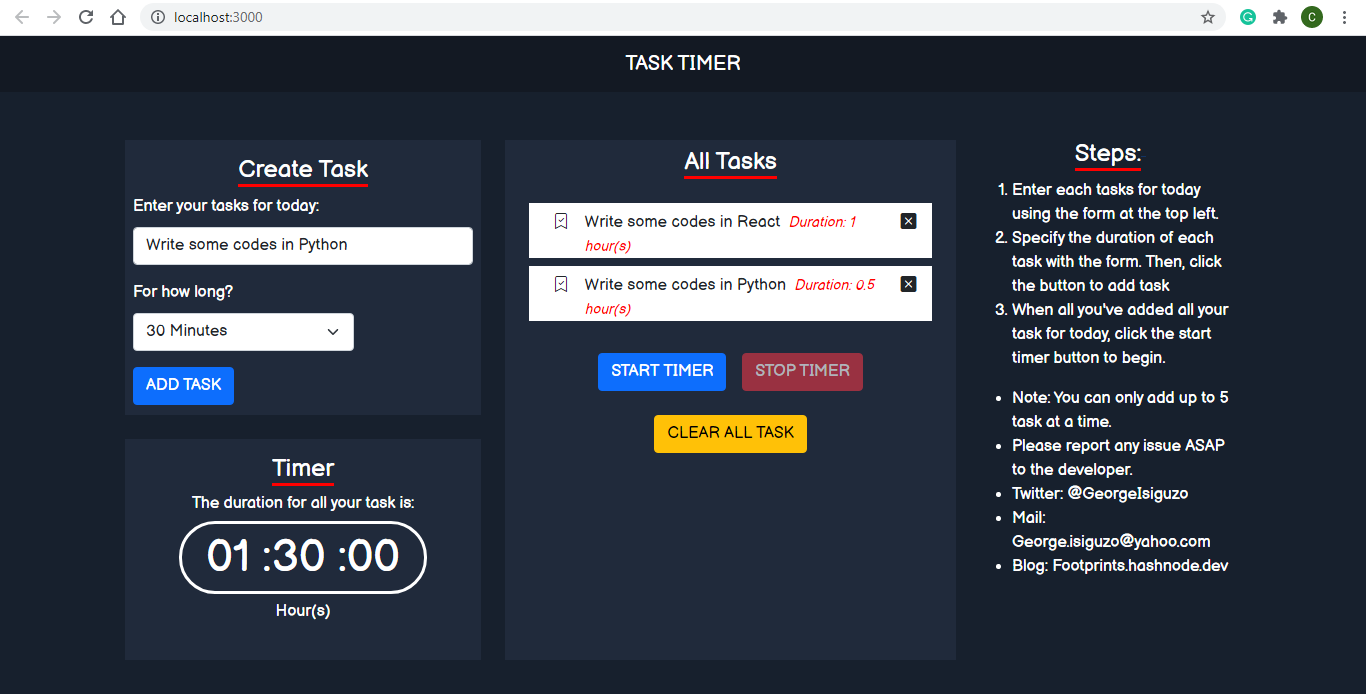 localhost:3000
C
TASK TIMER
Create Task
Enter your tasks for today:
Write some codes in Python
For how long?
30 Minutes
ADD TASK
Timer
The duration for all your task is:
01 :30 :00
Hour(s)
All Tasks
Write some codes in React Duration: 1
hour(s)
Write some codes in Python Duration: 0.5
hour(s)
START TIMER
STOP TIMER
CLEAR ALL TASK
Steps:
1. Enter each tasks for today
using the form at the top left.
2. Specify the duration of each
task with the form. Then, click
the button to add task
3. When all you've added all your
task for today, click the start
timer button to begin.
• Note: You can only add up to 5
task at a time.
• Please report any issue ASAP
to the developer.
• Twitter: @GeorgeIsiguzo
• Mail:
George.isiguzo@yahoo.com
• Blog: Footprints.hashnode.dev